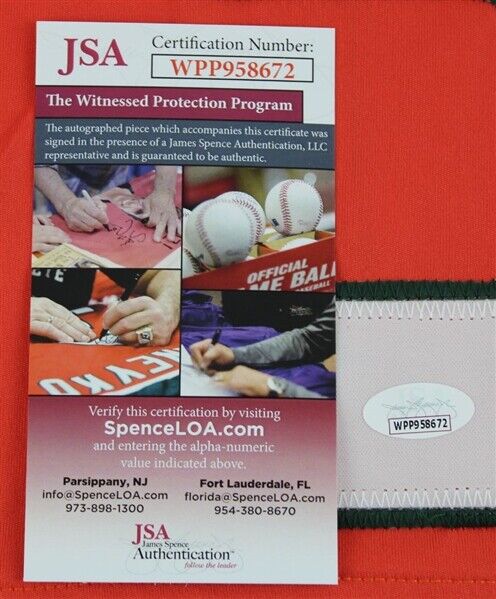 JSA
Certification Number:
WPP958672
The Witnessed Protection Program
The autographed piece which accompanies this certificate was
signed in the presence of a James Spence Authentication, LLC
representative and is guaranteed to be authentic.
OFFICIAL
ME BALL
EYK
Verify this certification by visiting
SpenceLOA.com
and entering the alpha-numeric
value indicated above.
Parsippany, NJ
info@SpenceLOA.com
973-898-1300
Fort Lauderdale, FL
florida@SpenceLOA.com
954-380-8670
JSA
James Spence
Authentication
follow the leader
WPP958672